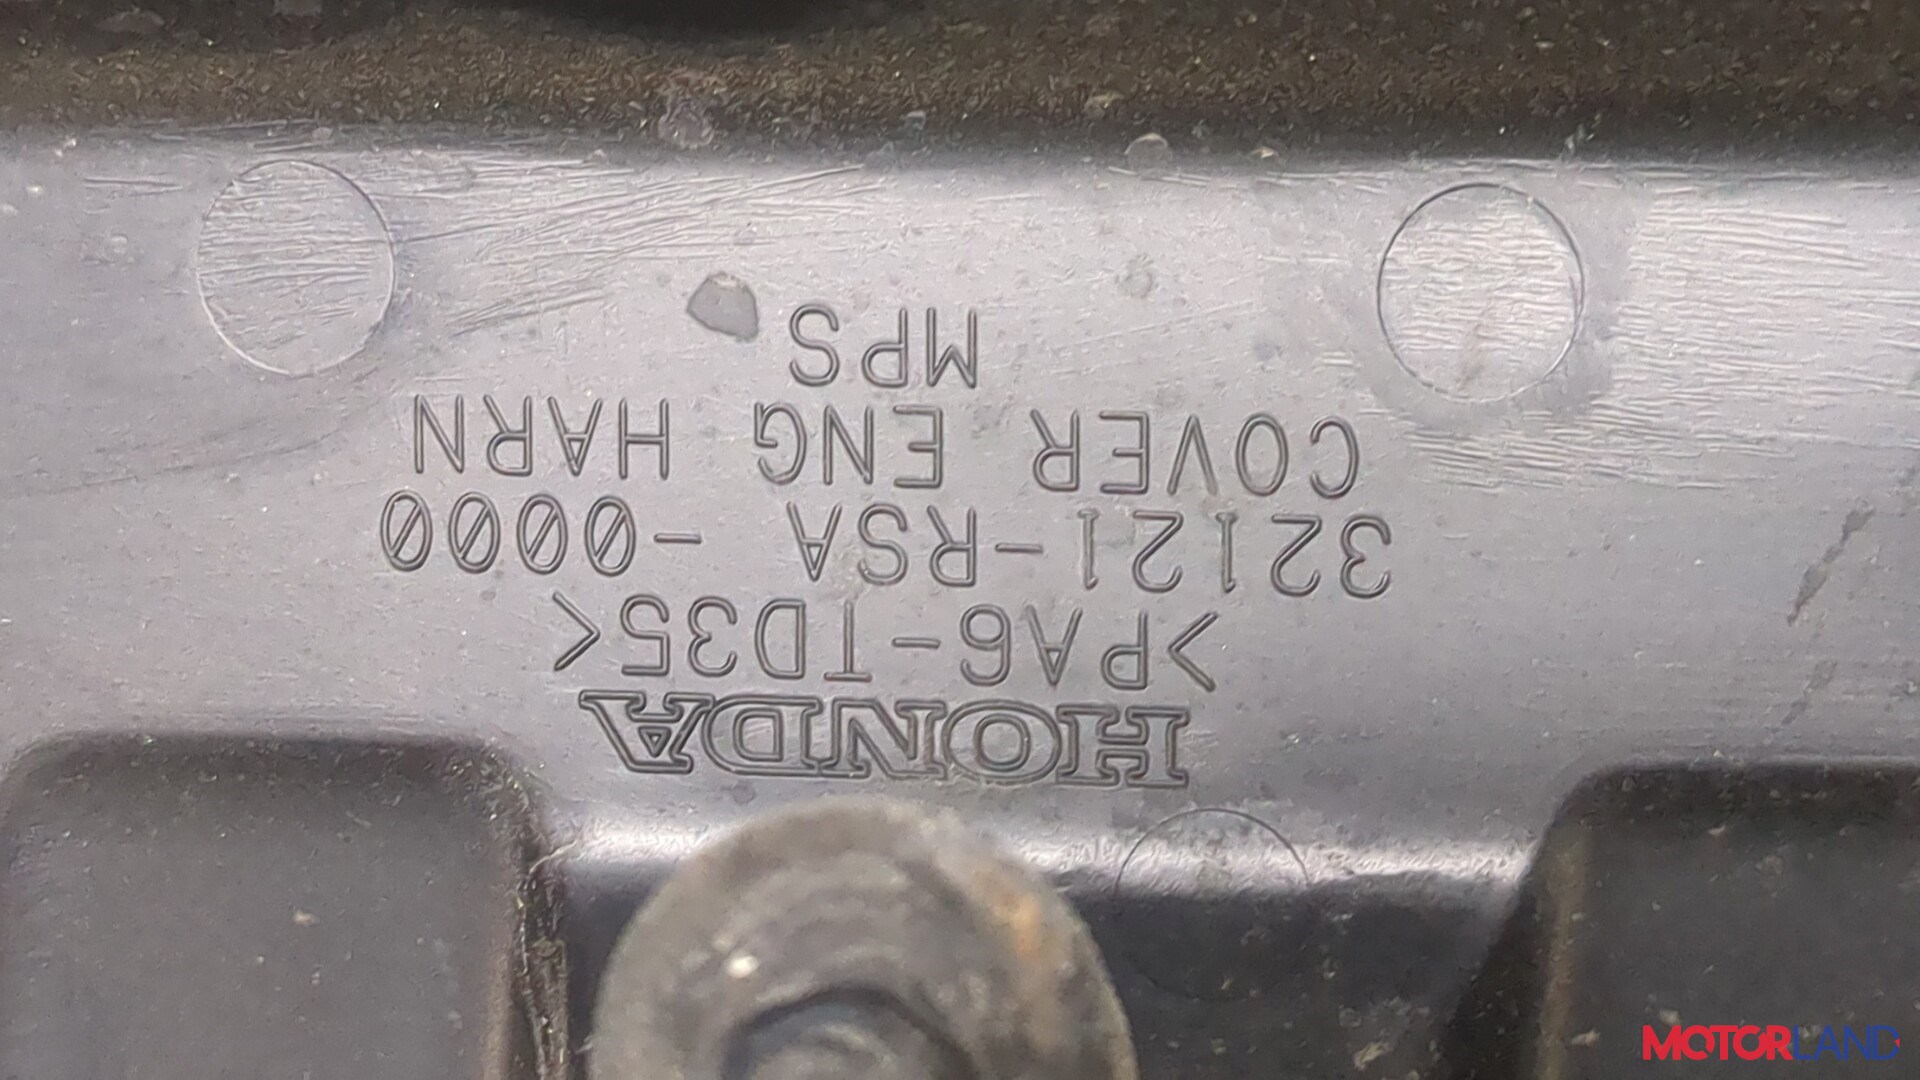 HONDA
>PA6-TD35<
32121-RSA -0000
COVER ENG HARN
MPS
MOTORLAND